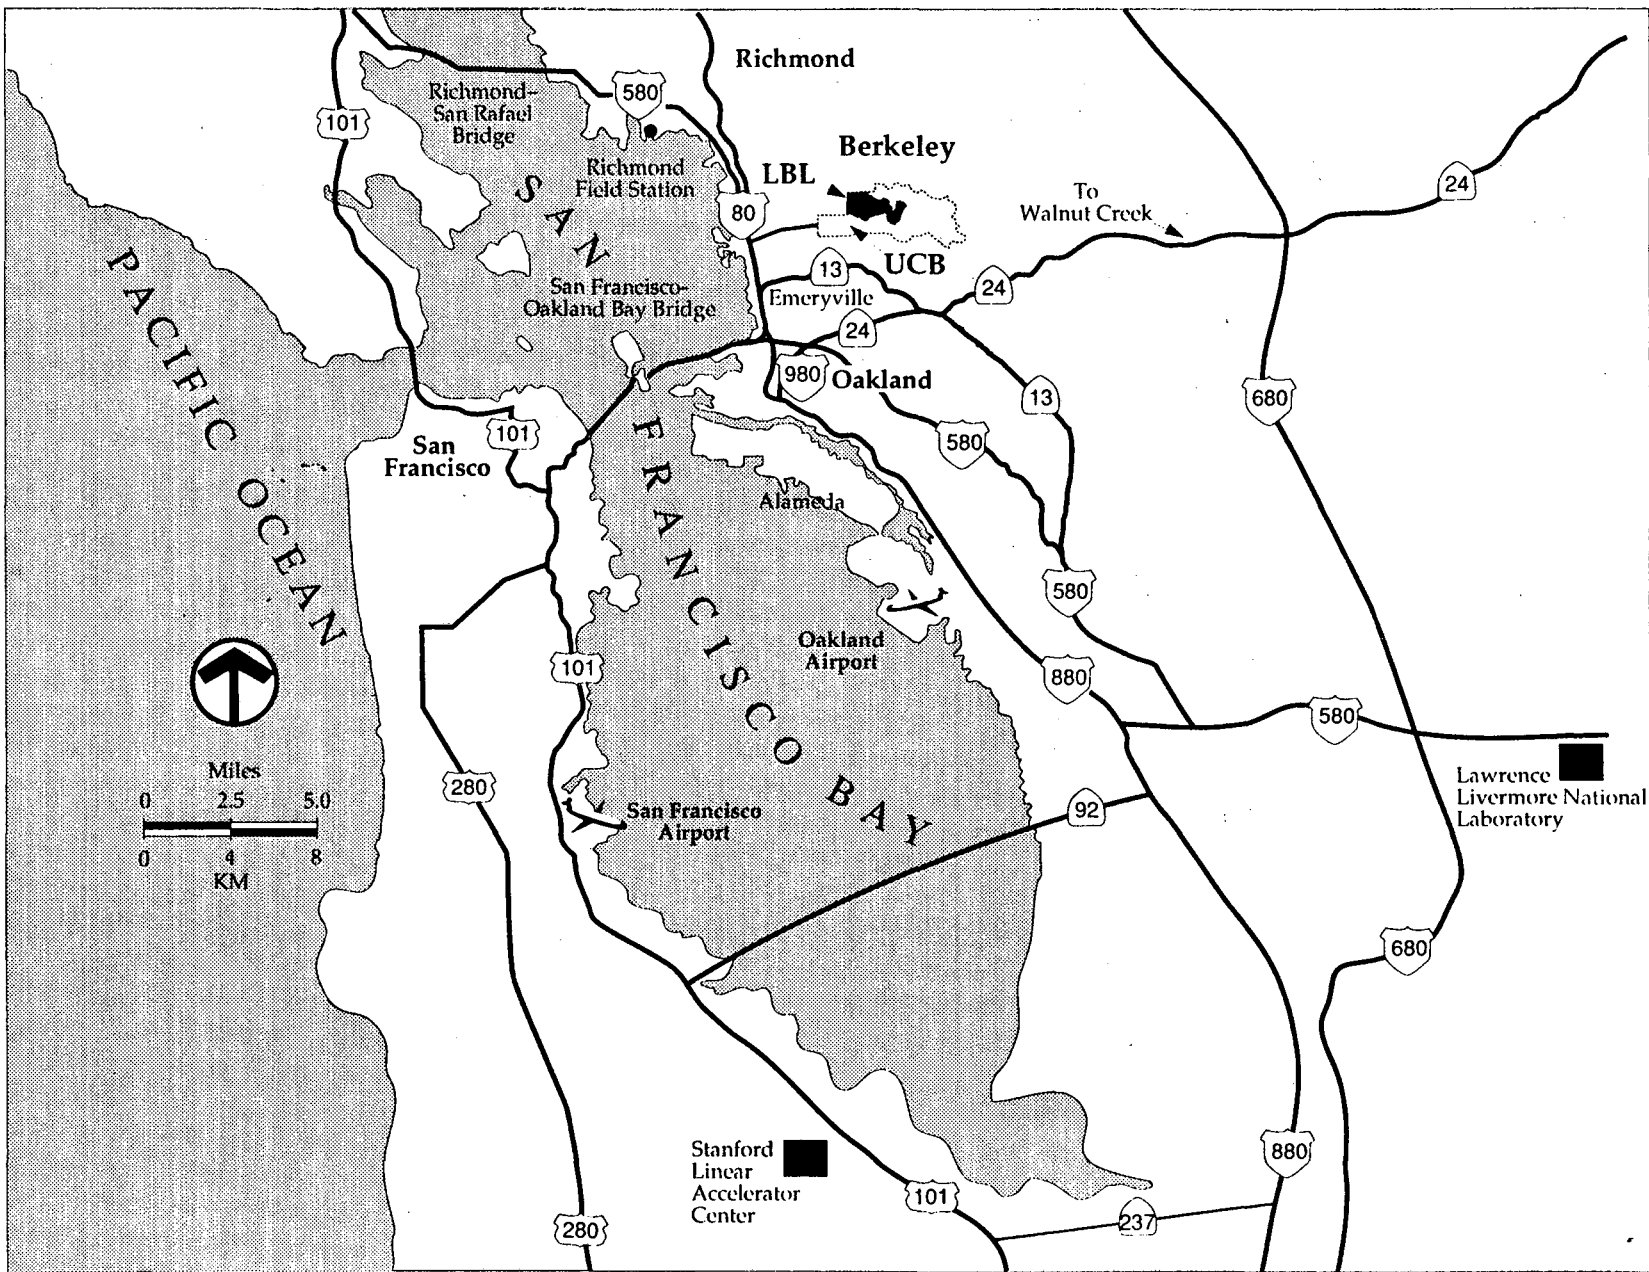 Richmond
Richmond–
San Rafael
Bridge
580
101
Richmond
Field Station
Berkeley
LBL
80
UCB
To
Walnut Creek
24
24
13
Emeryville
24
San Francisco-
Oakland Bay Bridge
980
Oakland
13
580
680
101
San
Francisco
Alameda
PACIFIC OCEAN
SAN FRANCISCO BAY
580
Oakland
Airport
880
101
580
Lawrence
Livermore National
Laboratory
Miles
0 2.5 5.0
0 4 8
KM
280
San Francisco
Airport
92
680
Stanford
Linear
Accelerator
Center
880
101
237
280